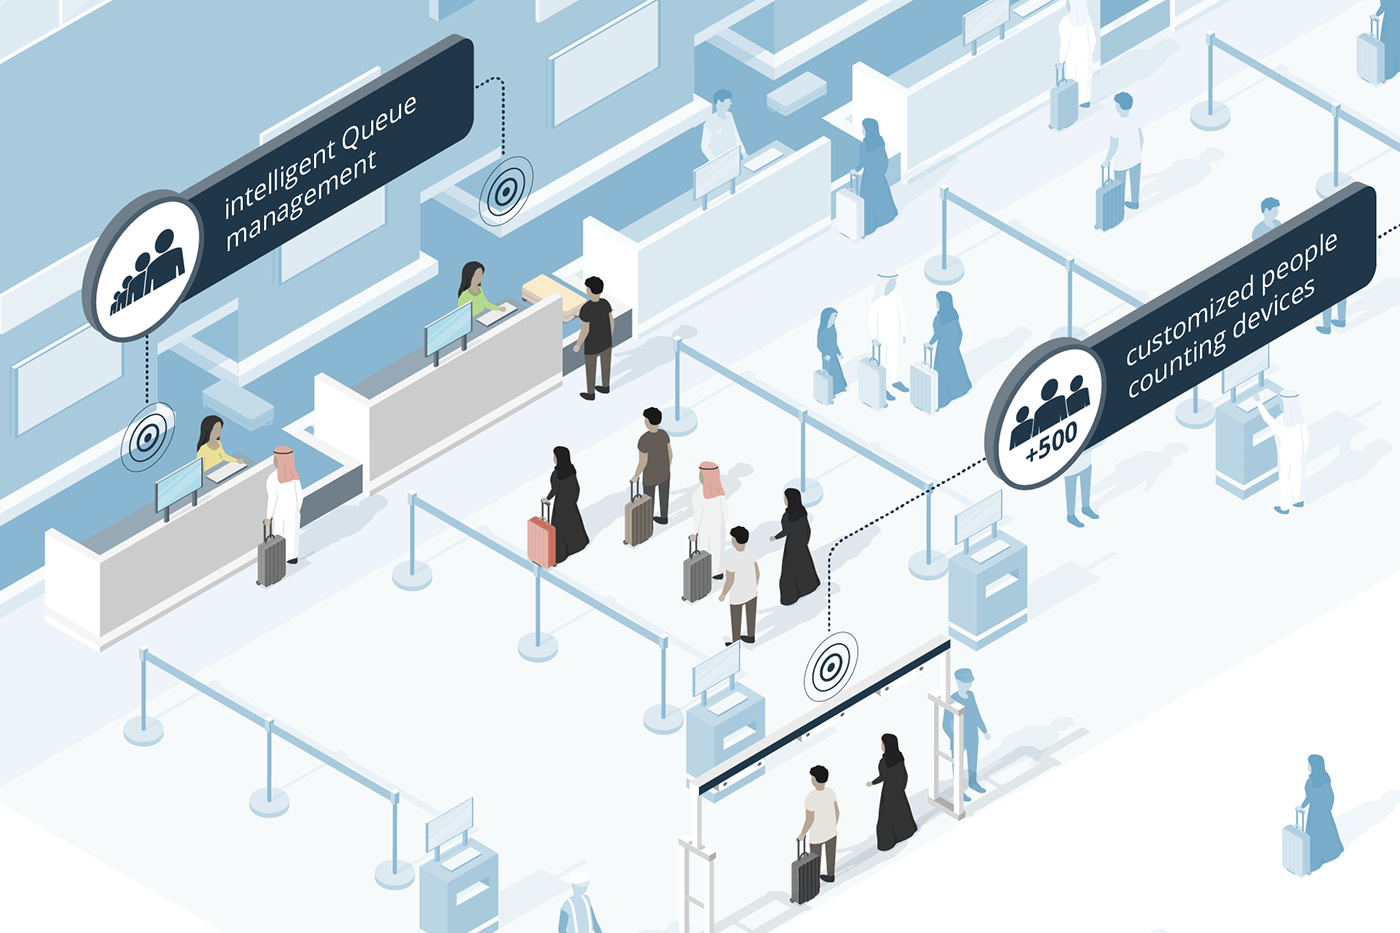 intelligent Queue
management
customized people
counting devices
+500